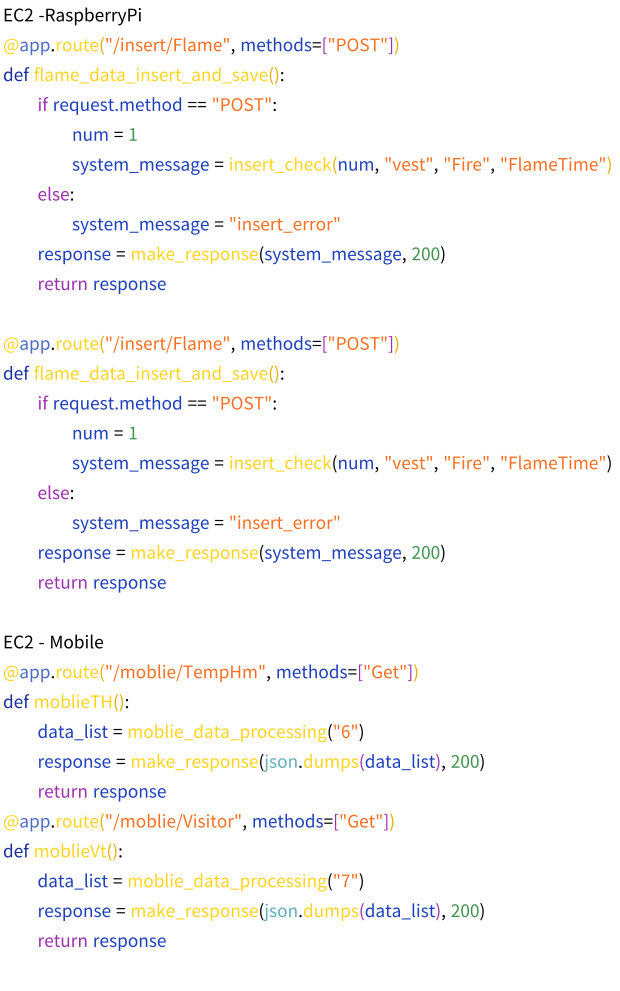 EC2 -RaspberryPi
@app.route("/insert/Flame", methods=["POST"])
def flame_data_insert_and_save():
if request.method == "POST":
num = 1
system_message = insert_check(num, "vest", "Fire", "FlameTime")
else:
system_message = "insert_error"
response = make_response(system_message, 200)
return response
@app.route("/insert/Flame", methods=["POST"])
def flame_data_insert_and_save():
if request.method == "POST":
num = 1
system_message = insert_check(num, "vest", "Fire", "FlameTime")
else:
system_message = "insert_error"
response = make_response(system_message, 200)
return response
EC2 - Mobile
@app.route("/moblie/TempHm", methods=["Get"])
def moblieTH():
data_list = moblie_data_processing("6")
response = make_response(json.dumps(data_list), 200)
return response
@app.route("/moblie/Visitor", methods=["Get"])
def moblieVt():
data_list = moblie_data_processing("7")
response = make_response(json.dumps(data_list), 200)
return response